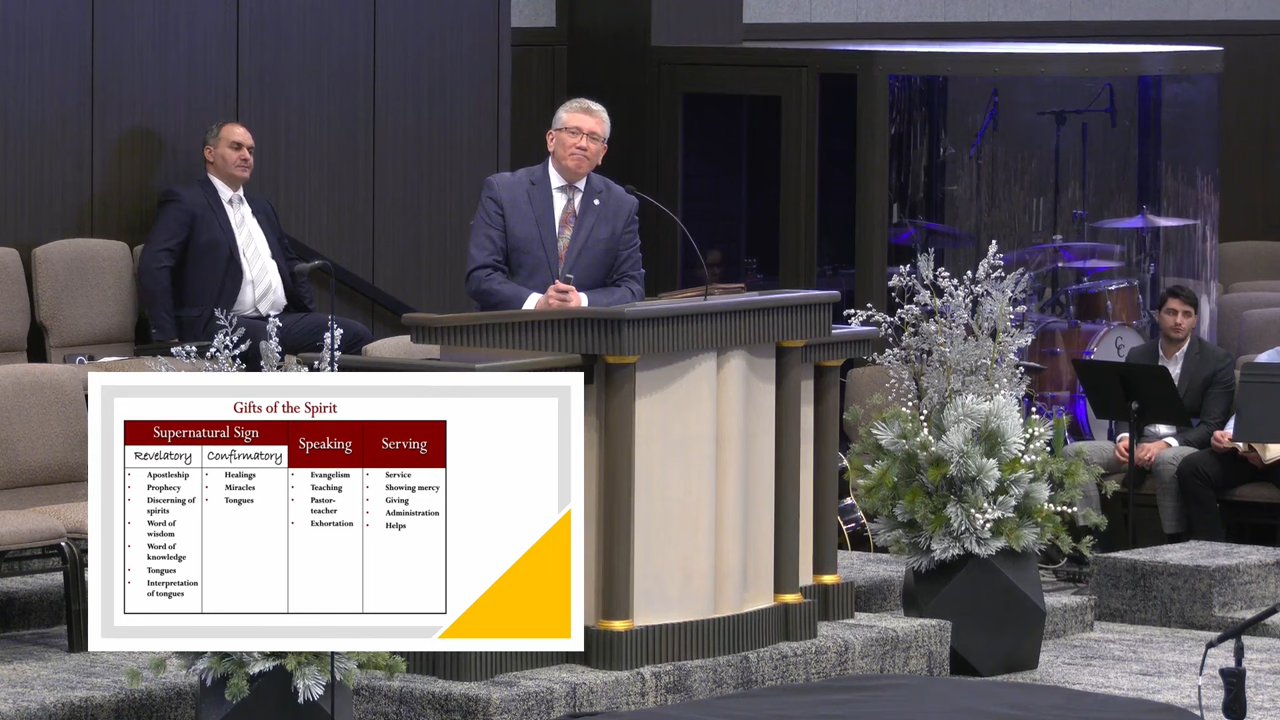 Gifts of the Spirit
Supernatural Sign
Speaking
Serving
Revelatory
Confirmatory
• Apostleship
• Prophecy
• Discerning of
spirits
• Word of
wisdom
• Word of
knowledge
• Tongues
• Interpretation
of tongues
• Healings
• Miracles
• Tongues
• Evangelism
• Teaching
• Pastor-
teacher
• Exhortation
• Service
• Showing mercy
• Giving
• Administration
• Helps
CC